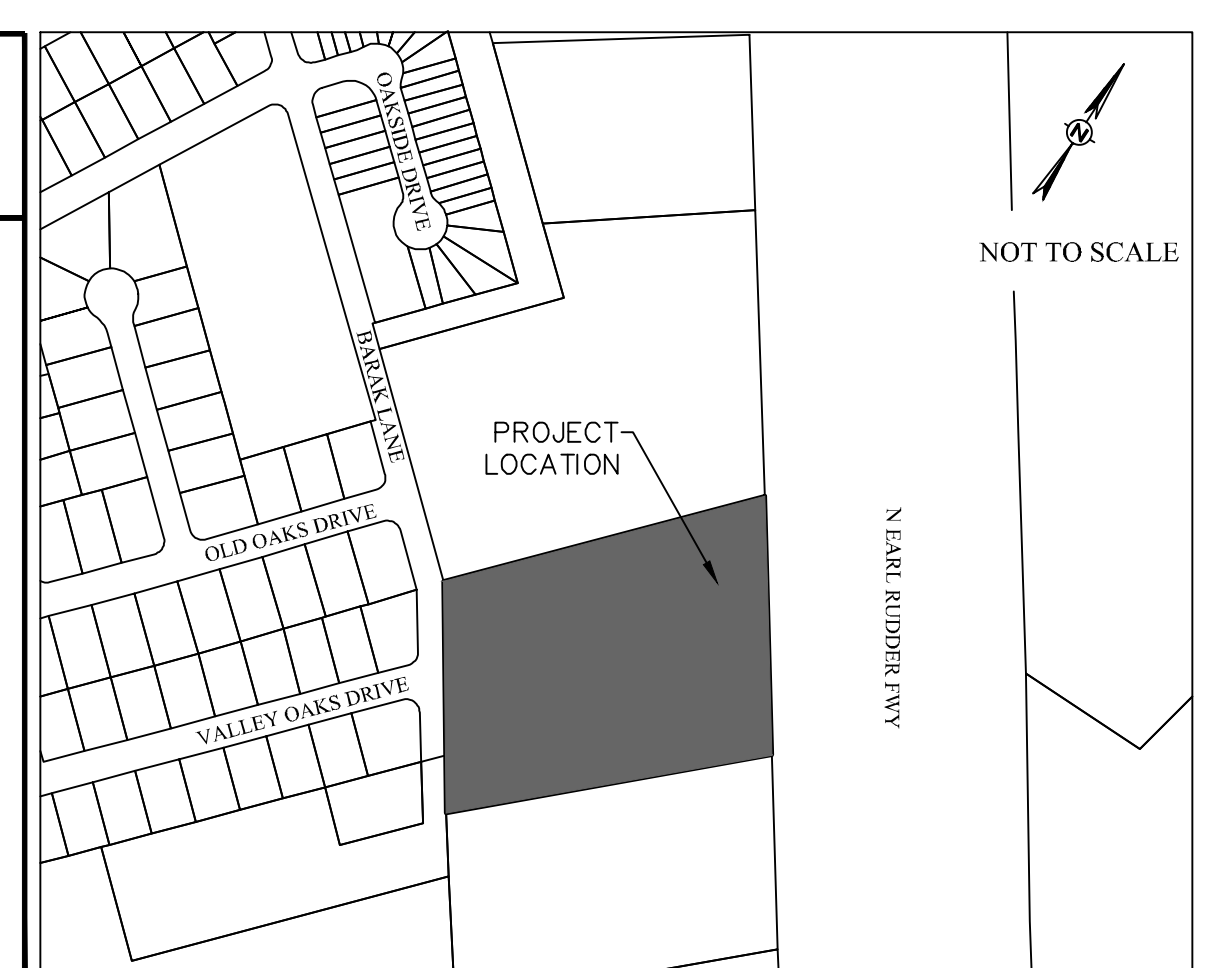 OAKSIDE DRIVE
N
NOT TO SCALE
BARAK LANE
PROJECT
LOCATION
OLD OAKS DRIVE
N EARL RUDDER FWY
VALLEY OAKS DRIVE